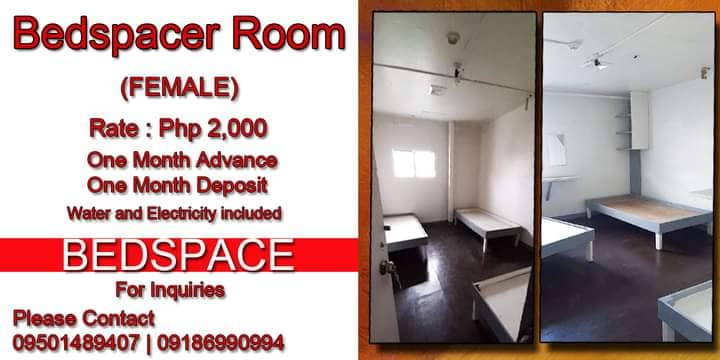 Bedspacer Room
(FEMALE)
Rate : Php 2,000
One Month Advance
One Month Deposit
Water and Electricity included
BEDSPACE
For Inquiries
Please Contact
09501489407 | 09186990994